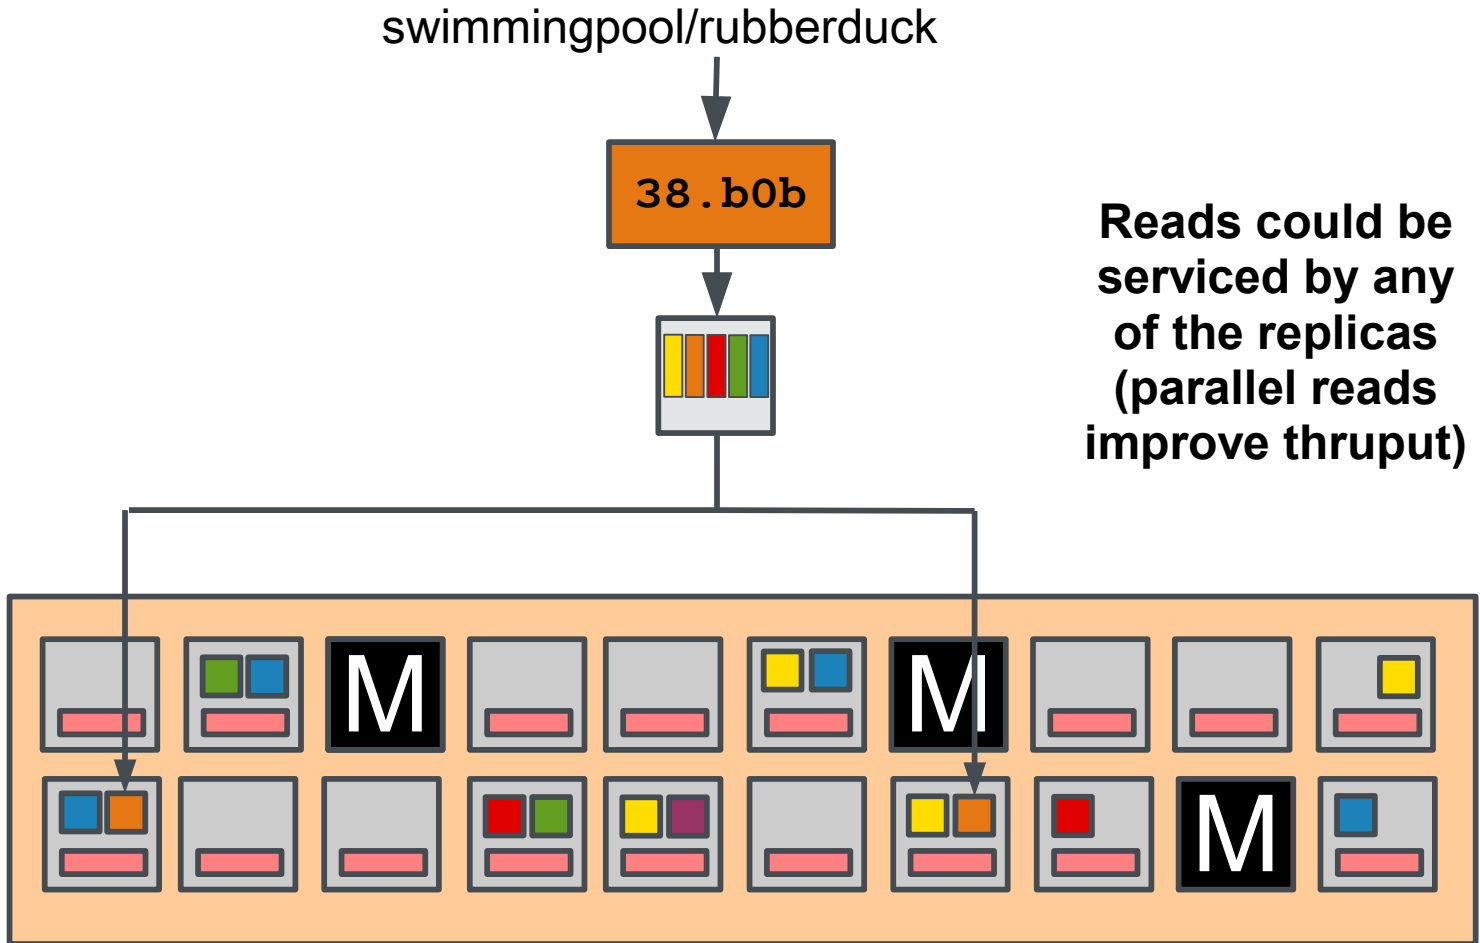 swimmingpool/rubberduck
38.b0b
Reads could be
serviced by any
of the replicas
(parallel reads
improve thruput)
M M
M